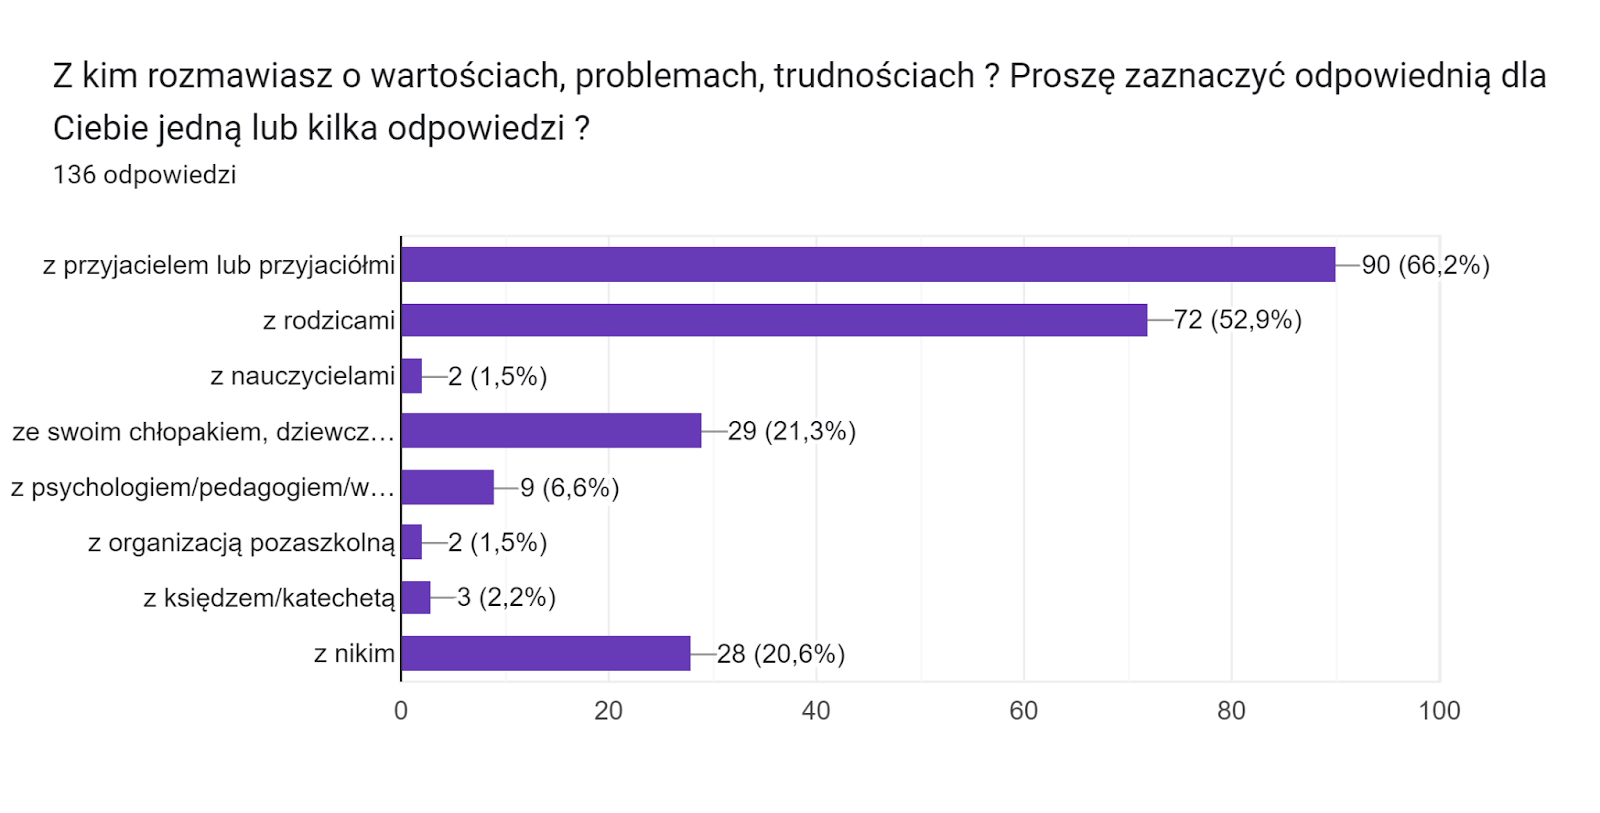 Z kim rozmawiasz o wartościach, problemach, trudnościach ? Proszę zaznaczyć odpowiednią dla
Ciebie jedną lub kilka odpowiedzi ?
136 odpowiedzi
z przyjacielem lub przyjaciółmi
90 (66,2%)
z rodzicami
72 (52,9%)
z nauczycielami
2 (1,5%)
ze swoim chłopakiem, dziewcz…
29 (21,3%)
z psychologiem/pedagogiem/w…
9 (6,6%)
z organizacją pozaszkolną
2 (1,5%)
z księdzem/katechetą
3 (2,2%)
z nikim
28 (20,6%)
0 20 40 60 80 100